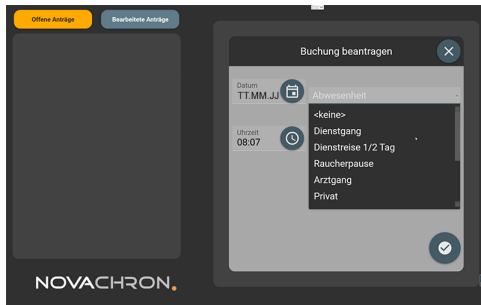 Offene Anträge
Bearbeitete Anträge
Buchung beantragen
Datum
TT.MM.JJ
Abwesenheit
<keine>
Dienstgang
Dienstreise 1/2 Tag
Uhrzeit
08:07
Raucherpause
Arztgang
Privat
NOVACHRON.